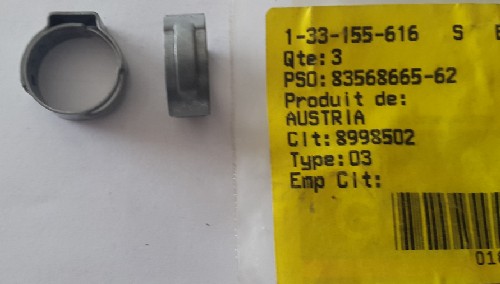 1-33-155-616 S
Qte:3
PSO:83568665-62
Produit de:
AUSTRIA
Clt:8998502
Type:03
Emp Clt: